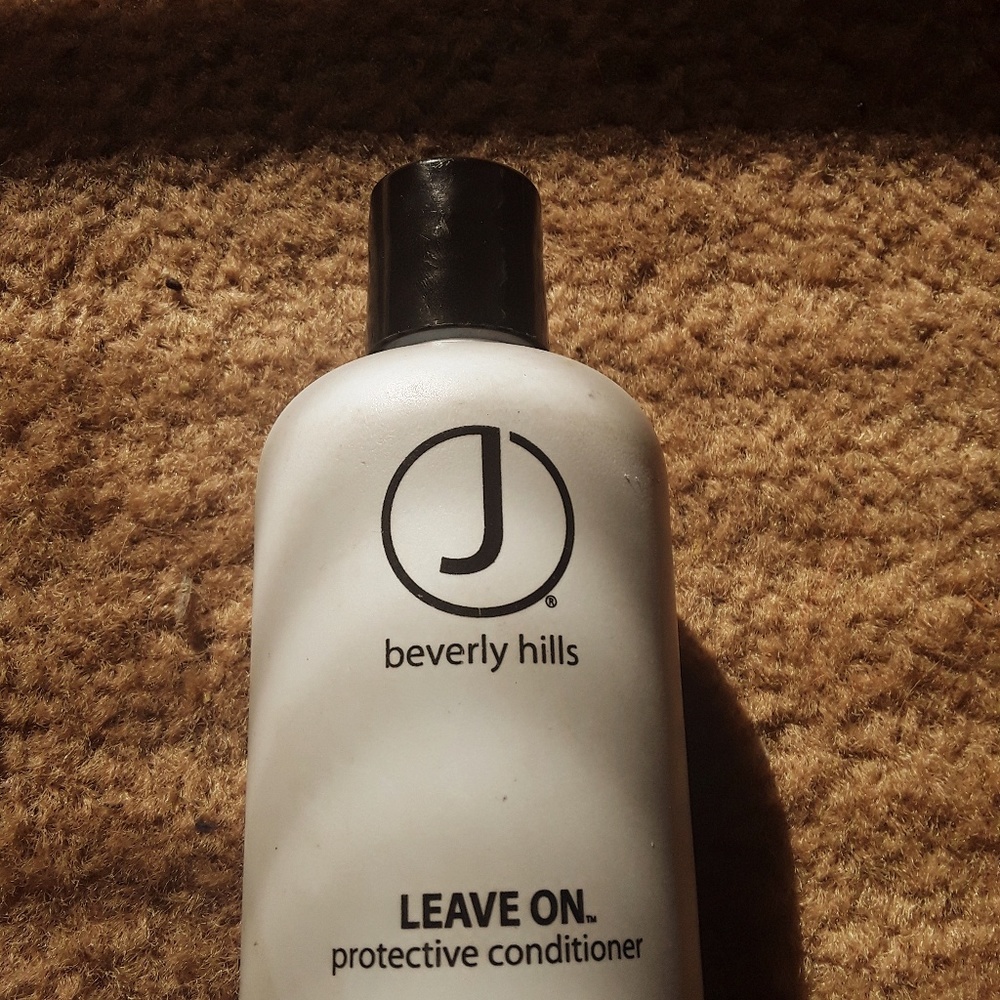 J
®
beverly hills
LEAVE ON™
protective conditioner